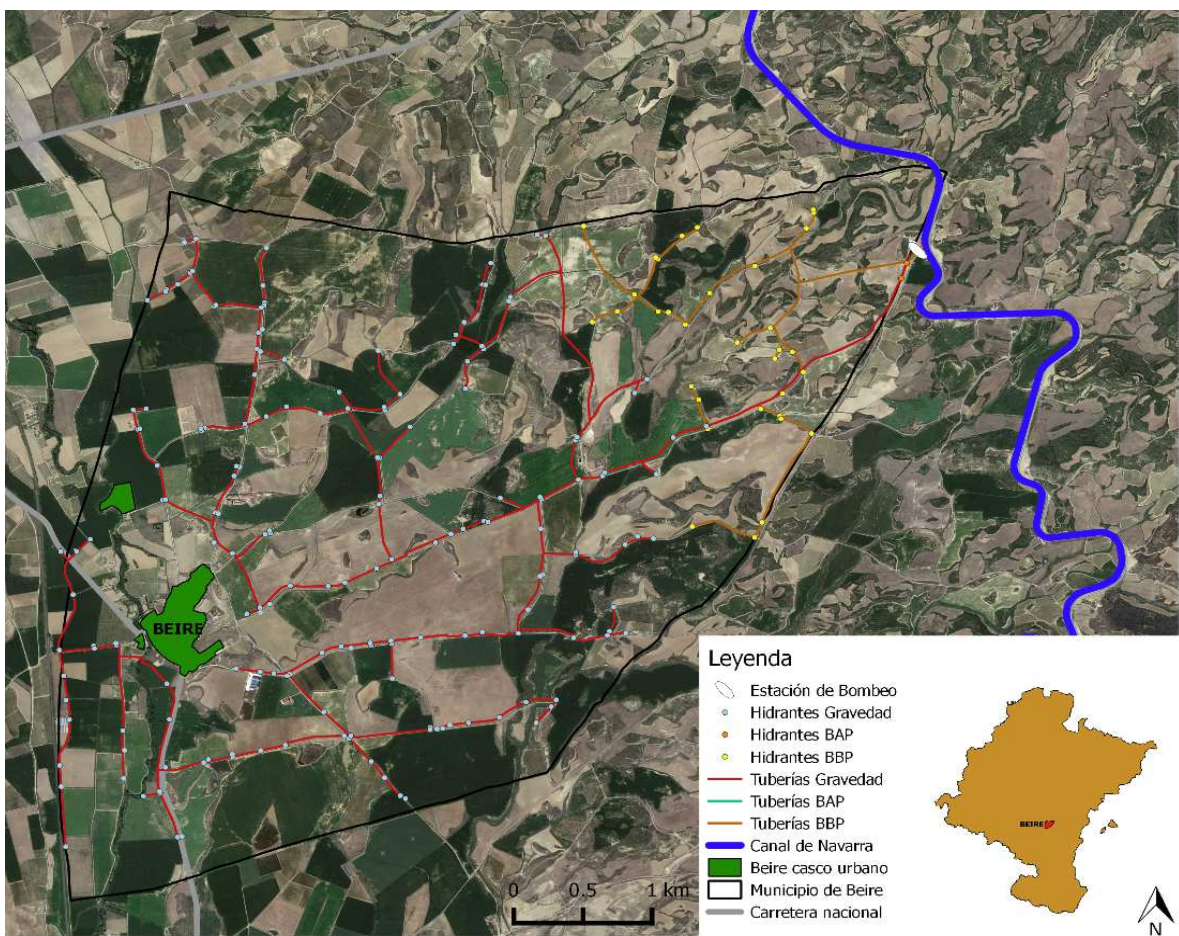 BEIRE
Leyenda
Estación de Bombeo
Hidrantes Gravedad
Hidrantes BAP
Hidrantes BBP
Tuberías Gravedad
Tuberías BAP
Tuberías BBP
Canal de Navarra
Beire casco urbano
Municipio de Beire
Carretera nacional
BEIRE
0 0.5 1 km
N